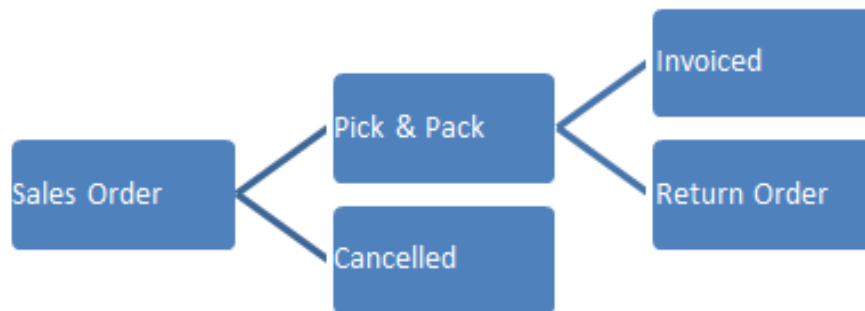 Sales Order
Pick & Pack
Cancelled
Invoiced
Return Order